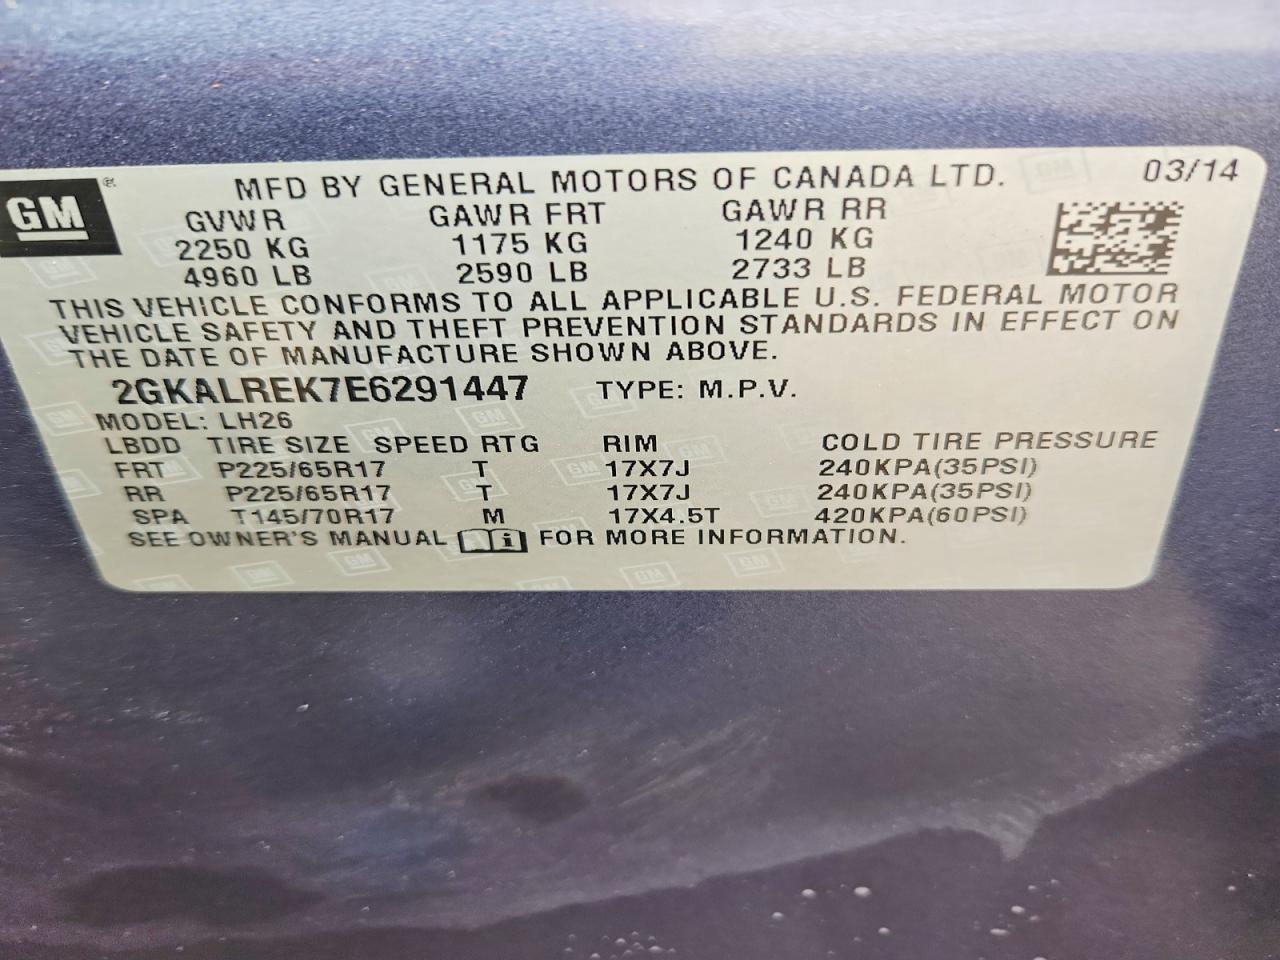 GM ®
MFD BY GENERAL MOTORS OF CANADA LTD. 03/14
GVWR GAWR FRT GAWR RR
2250 KG 1175 KG 1240 KG
4960 LB 2590 LB 2733 LB
THIS VEHICLE CONFORMS TO ALL APPLICABLE U.S. FEDERAL MOTOR
VEHICLE SAFETY AND THEFT PREVENTION STANDARDS IN EFFECT ON
THE DATE OF MANUFACTURE SHOWN ABOVE.
2GKALREK7E6291447 TYPE: M.P.V.
MODEL: LH26
LBDD TIRE SIZE SPEED RTG RIM COLD TIRE PRESSURE
FRT P225/65R17 T 17X7J 240KPA(35PSI)
RR P225/65R17 T 17X7J 240KPA(35PSI)
SPA T145/70R17 M 17X4.5T 420KPA(60PSI)
SEE OWNER'S MANUAL i FOR MORE INFORMATION.